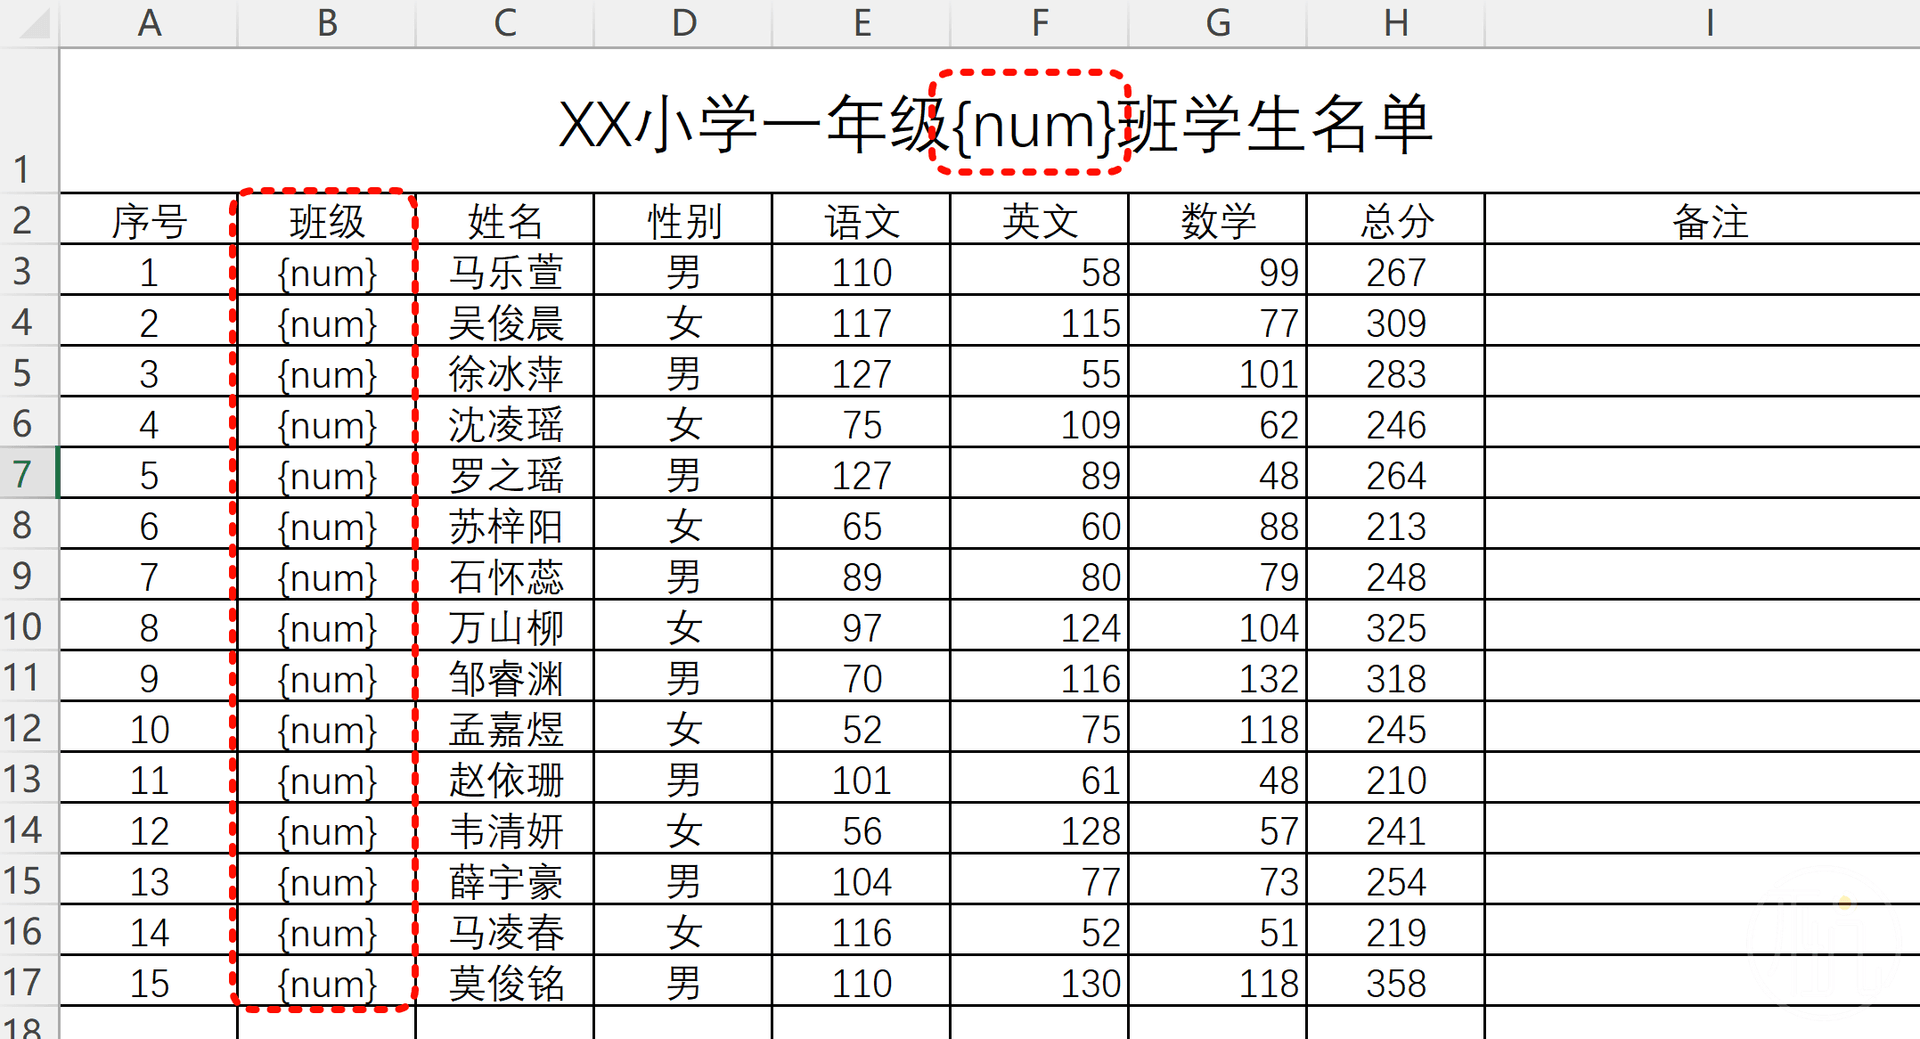 A B C D E F G H I
1 XX小学一年级{num}班学生名单
2 序号 班级 姓名 性别 语文 英文 数学 总分 备注
3 1 {num} 马乐萱 男 110 58 99 267
4 2 {num} 吴俊晨 女 117 115 77 309
5 3 {num} 徐冰萍 男 127 55 101 283
6 4 {num} 沈凌瑶 女 75 109 62 246
7 5 {num} 罗之瑶 男 127 89 48 264
8 6 {num} 苏梓阳 女 65 60 88 213
9 7 {num} 石怀蕊 男 89 80 79 248
10 8 {num} 万山柳 女 97 124 104 325
11 9 {num} 邹睿渊 男 70 116 132 318
12 10 {num} 孟嘉煜 女 52 75 118 245
13 11 {num} 赵依珊 男 101 61 48 210
14 12 {num} 韦清妍 女 56 128 57 241
15 13 {num} 薛宇豪 男 104 77 73 254
16 14 {num} 马凌春 女 116 52 51 219
17 15 {num} 莫俊铭 男 110 130 118 358
18